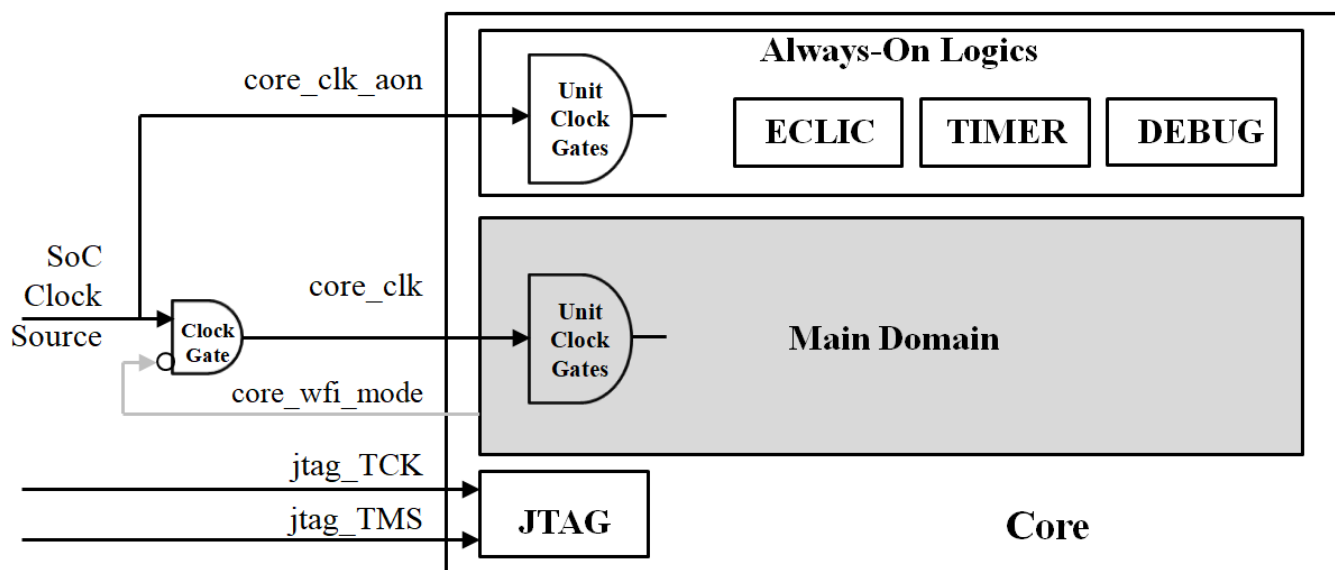 Always-On Logics
core_clk_aon
Unit
Clock
Gates
ECLIC
TIMER
DEBUG
SoC
Clock
Source
Clock
Gate
core_clk
Unit
Clock
Gates
Main Domain
core_wfi_mode
jtag_TCK
jtag_TMS
JTAG
Core